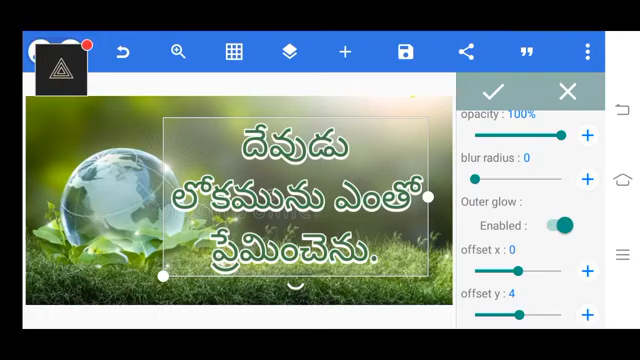 opacity: 100%
blur radius : 0
Outer glow :
Enabled :
offset x : 0
offset y : 4
దేవుడు
లోకమును ఎంతో
ప్రేమించెను.